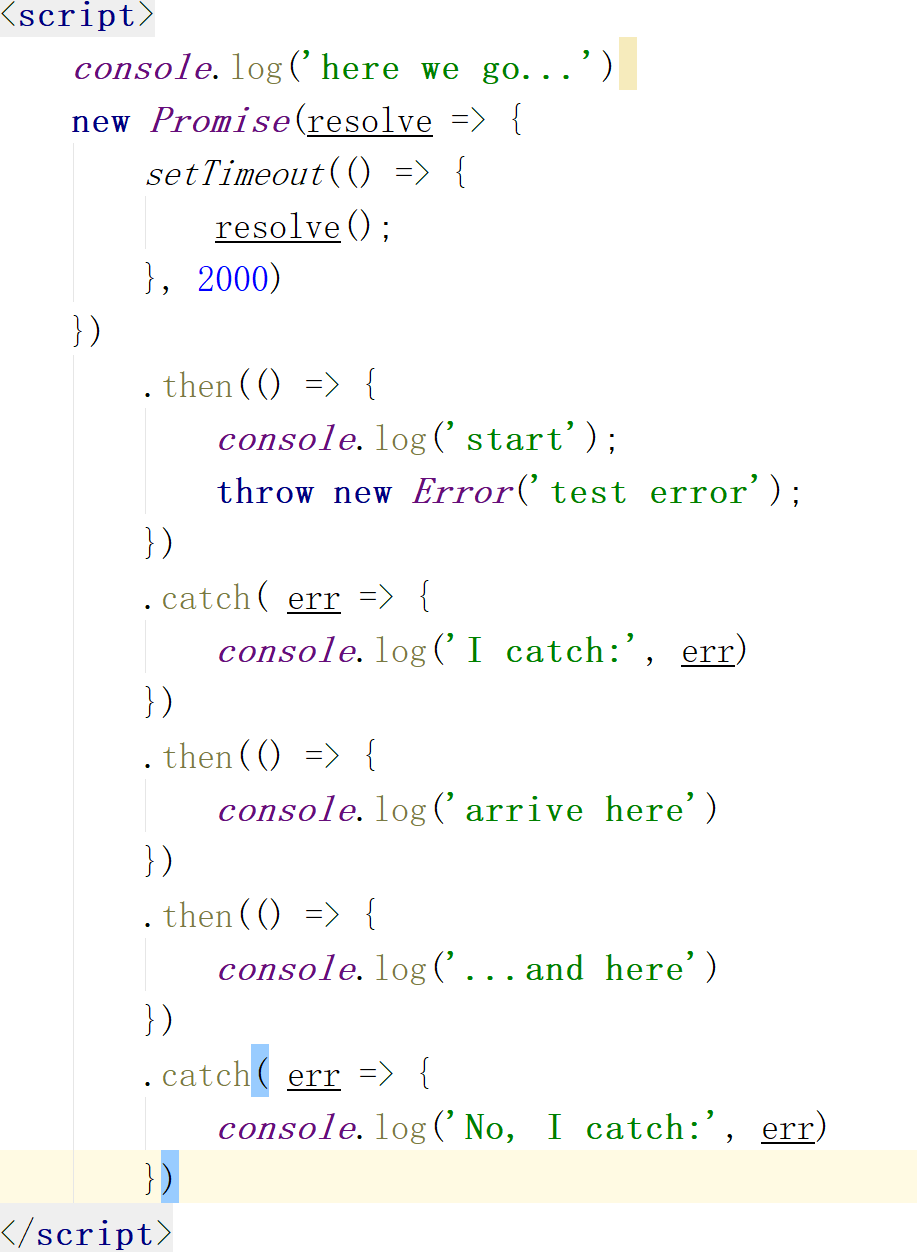 <script>
console.log('here we go...')
new Promise(resolve => {
setTimeout(() => {
resolve();
}, 2000)
})
.then(() => {
console.log('start');
throw new Error('test error');
})
.catch( err => {
console.log('I catch:', err)
})
.then(() => {
console.log('arrive here')
})
.then(() => {
console.log('...and here')
})
.catch( err => {
console.log('No, I catch:', err)
})
</script>